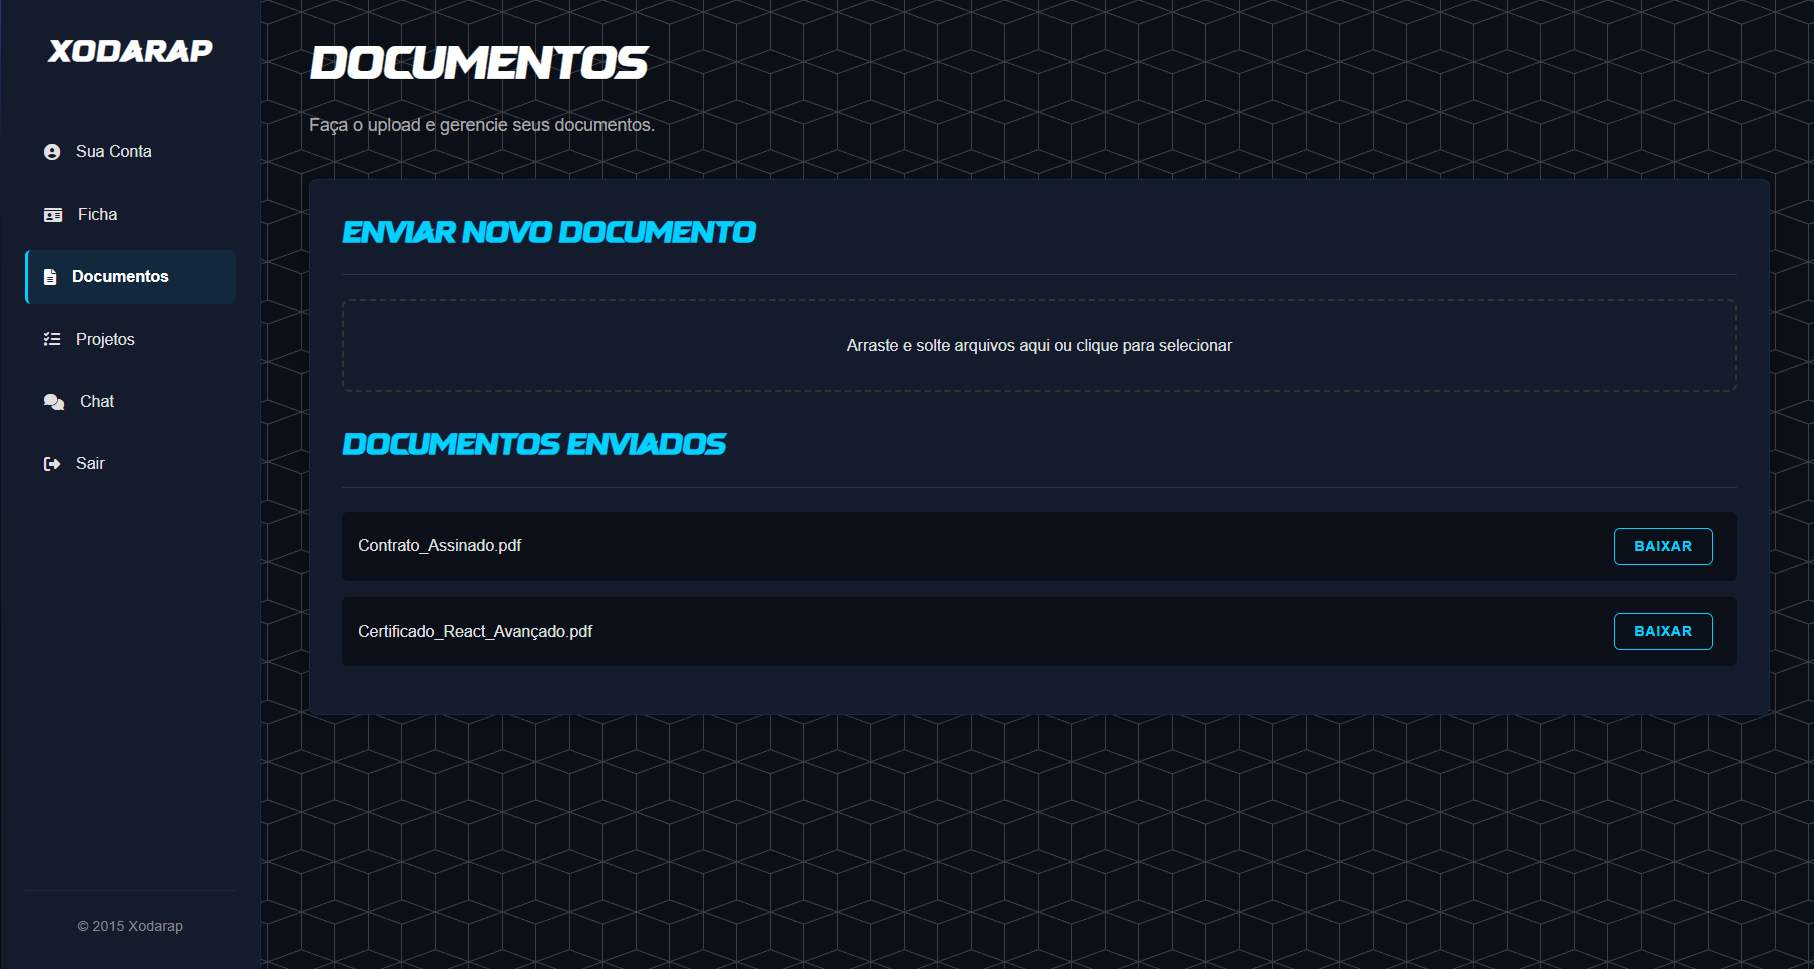 XODARAP
Sua Conta
Ficha
Documentos
Projetos
Chat
Sair
© 2015 Xodarap
DOCUMENTOS
Faça o upload e gerencie seus documentos.
ENVIAR NOVO DOCUMENTO
Arraste e solte arquivos aqui ou clique para selecionar
DOCUMENTOS ENVIADOS
Contrato_Assinado.pdf
BAIXAR
Certificado_React_Avançado.pdf
BAIXAR